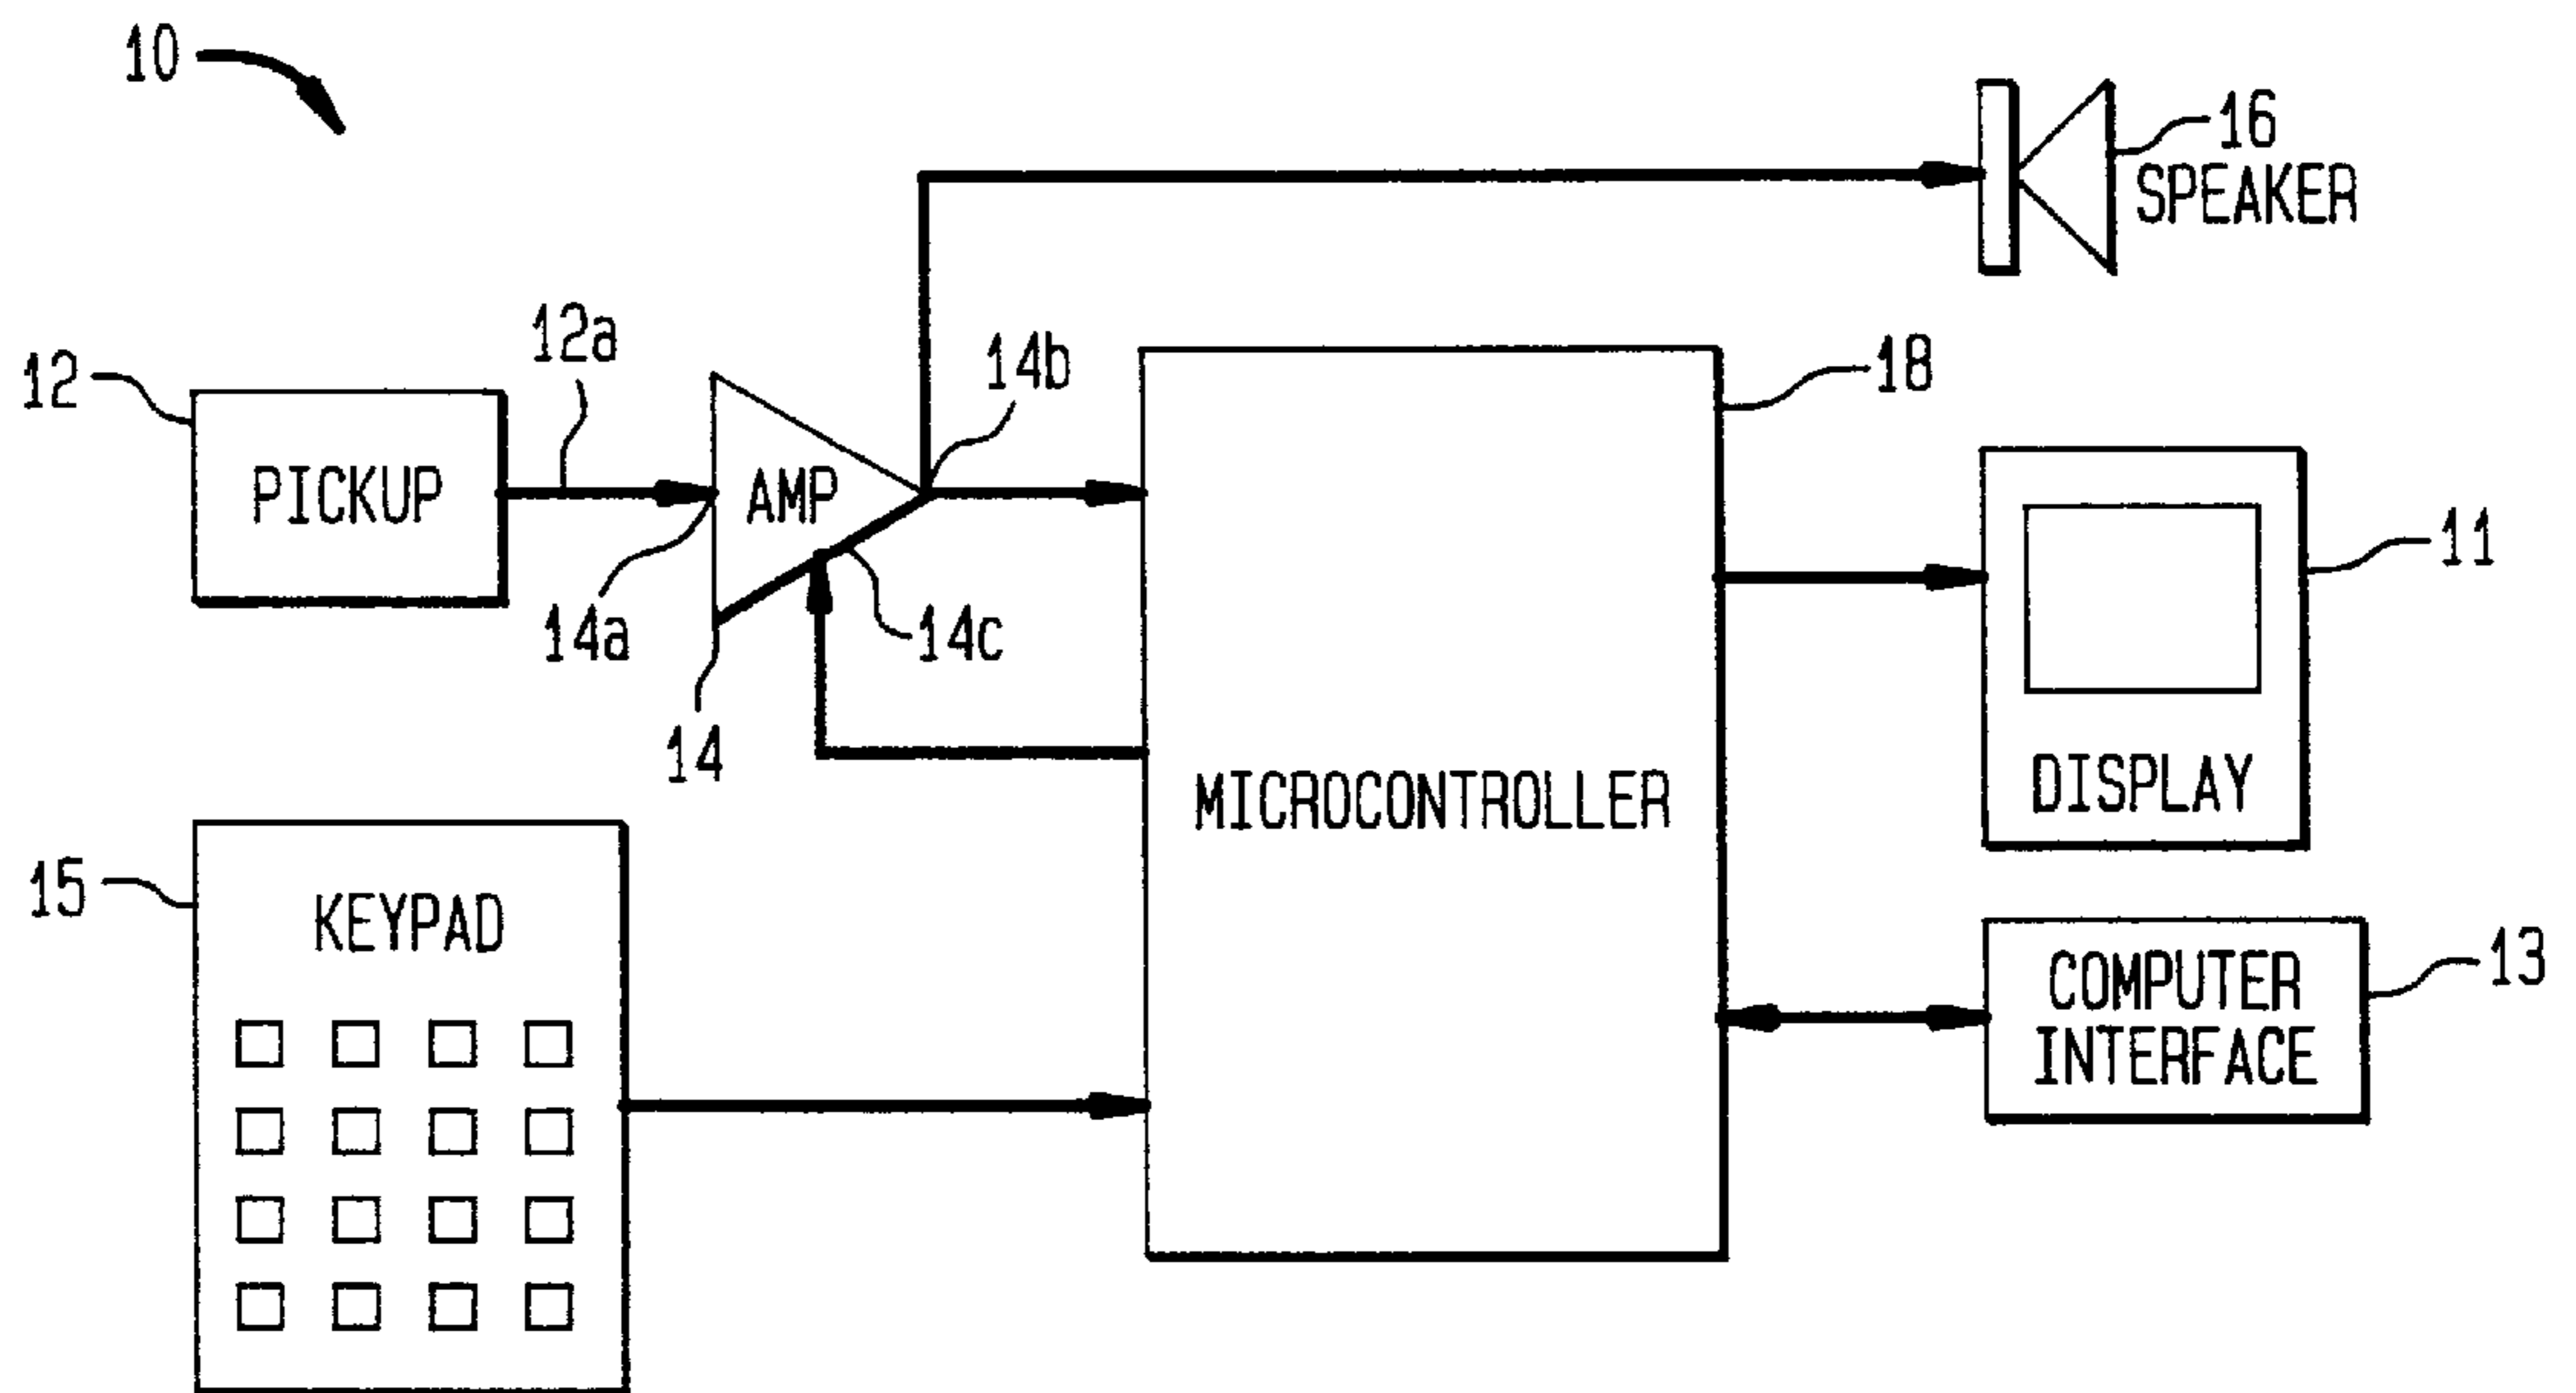 10
16
SPEAKER
12a
14b
12
18
PICKUP
AMP
11
14a
14c
14
DISPLAY
MICROCONTROLLER
15
KEYPAD
13
COMPUTER
INTERFACE